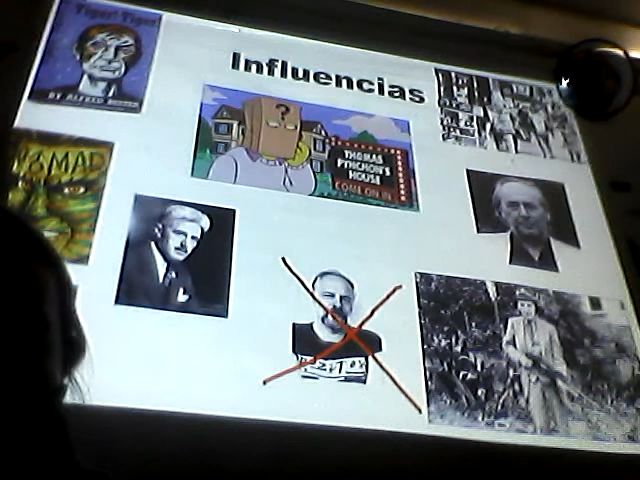 Tiger! Tiger!
BY ALFRED BESTER
Influencias
?
THOMAS
PYNCHON'S
HOUSE
COME ON IN